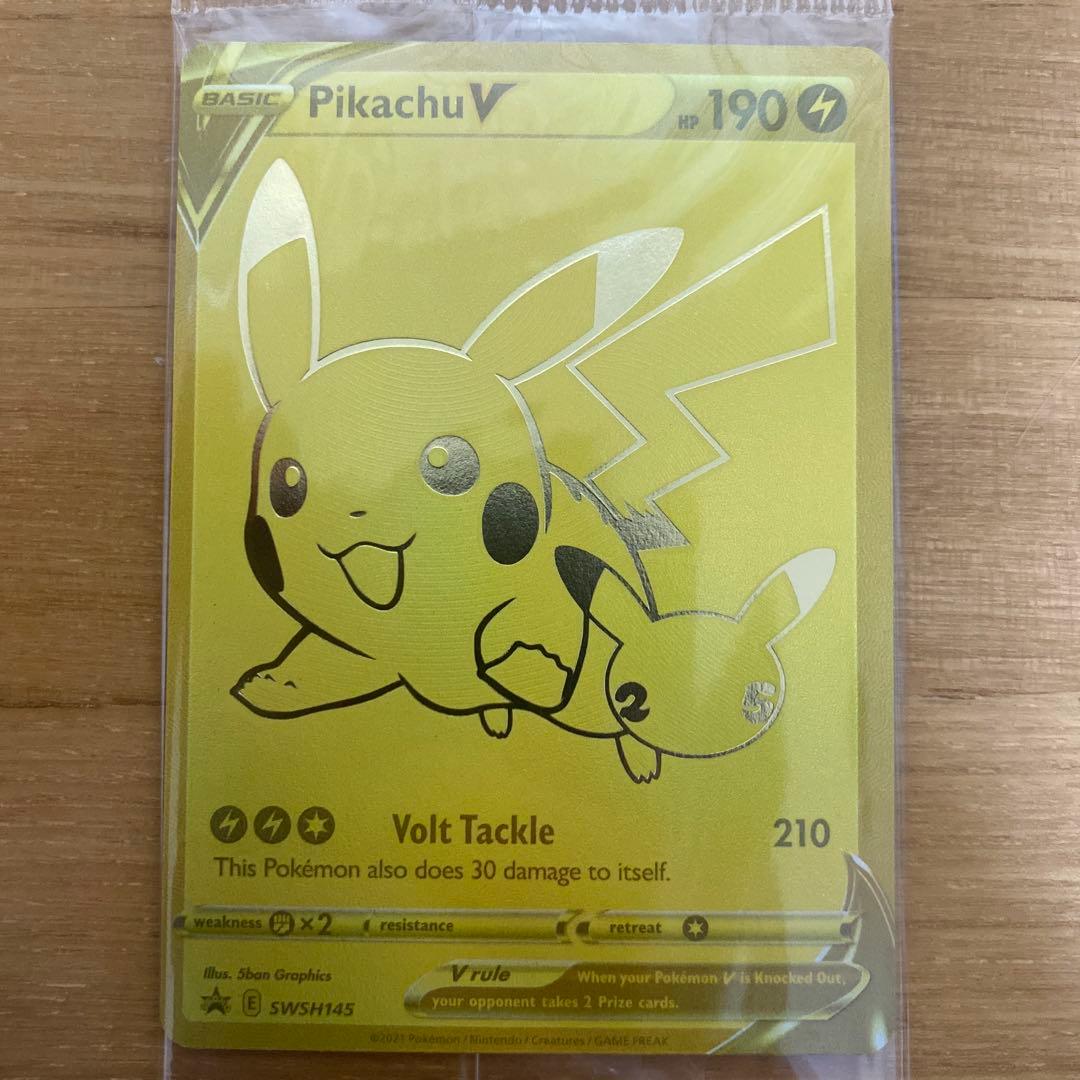 BASIC Pikachu V HP 190
2 5
Volt Tackle 210
This Pokémon also does 30 damage to itself.
weakness ×2 resistance retreat
Illus. 5ban Graphics
V rule When your Pokémon V is Knocked Out,
your opponent takes 2 Prize cards.
E SWSH145
©2021 Pokémon / Nintendo / Creatures / GAME FREAK